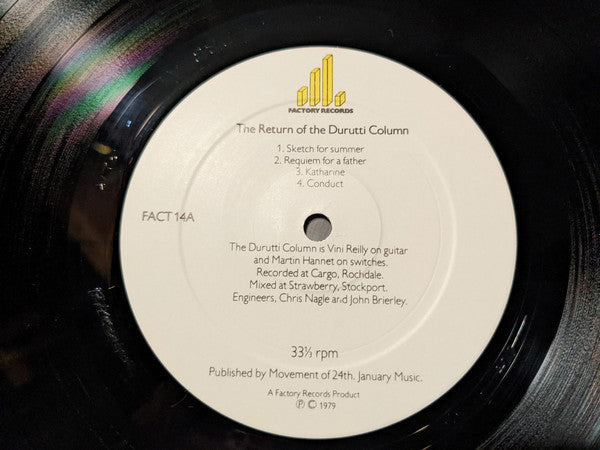 FACTORY RECORDS
The Return of the Durutti Column
1. Sketch for summer
2. Requiem for a father
3. Katharine
4. Conduct
FACT 14A
The Durutti Column is Vini Reilly on guitar
and Martin Hannet on switches.
Recorded at Cargo, Rochdale.
Mixed at Strawberry, Stockport.
Engineers, Chris Nagle and John Brierley.
33⅓ rpm
Published by Movement of 24th. January Music.
A Factory Records Product
Ⓟ © 1979